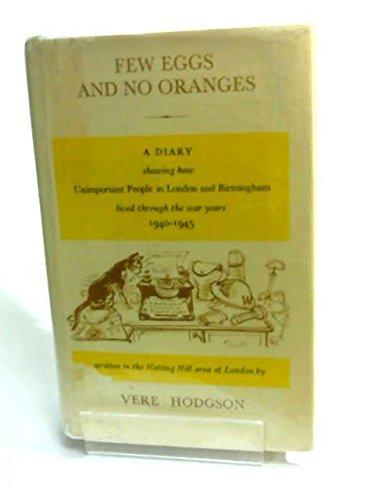 FEW EGGS
AND NO ORANGES
A DIARY
showing how
Unimportant People in London and Birmingham
lived through the war years
1940-1945
W
written in the Notting Hill area of London by
VERE HODGSON